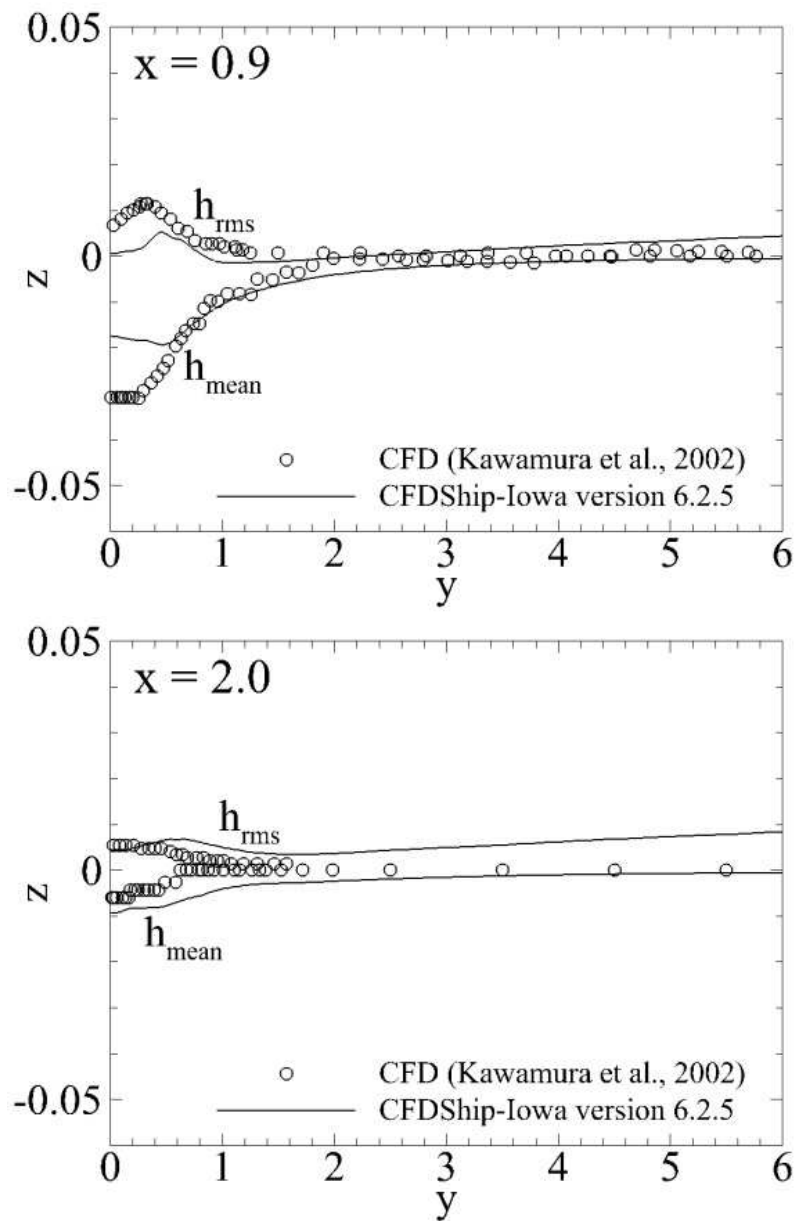 0.05
x = 0.9
h_rms
0
z
h_mean
CFD (Kawamura et al., 2002)
-0.05
CFDShip-Iowa version 6.2.5
0 1 2 3 4 5 6
y
0.05
x = 2.0
h_rms
0
z
h_mean
CFD (Kawamura et al., 2002)
-0.05
CFDShip-Iowa version 6.2.5
0 1 2 3 4 5 6
y